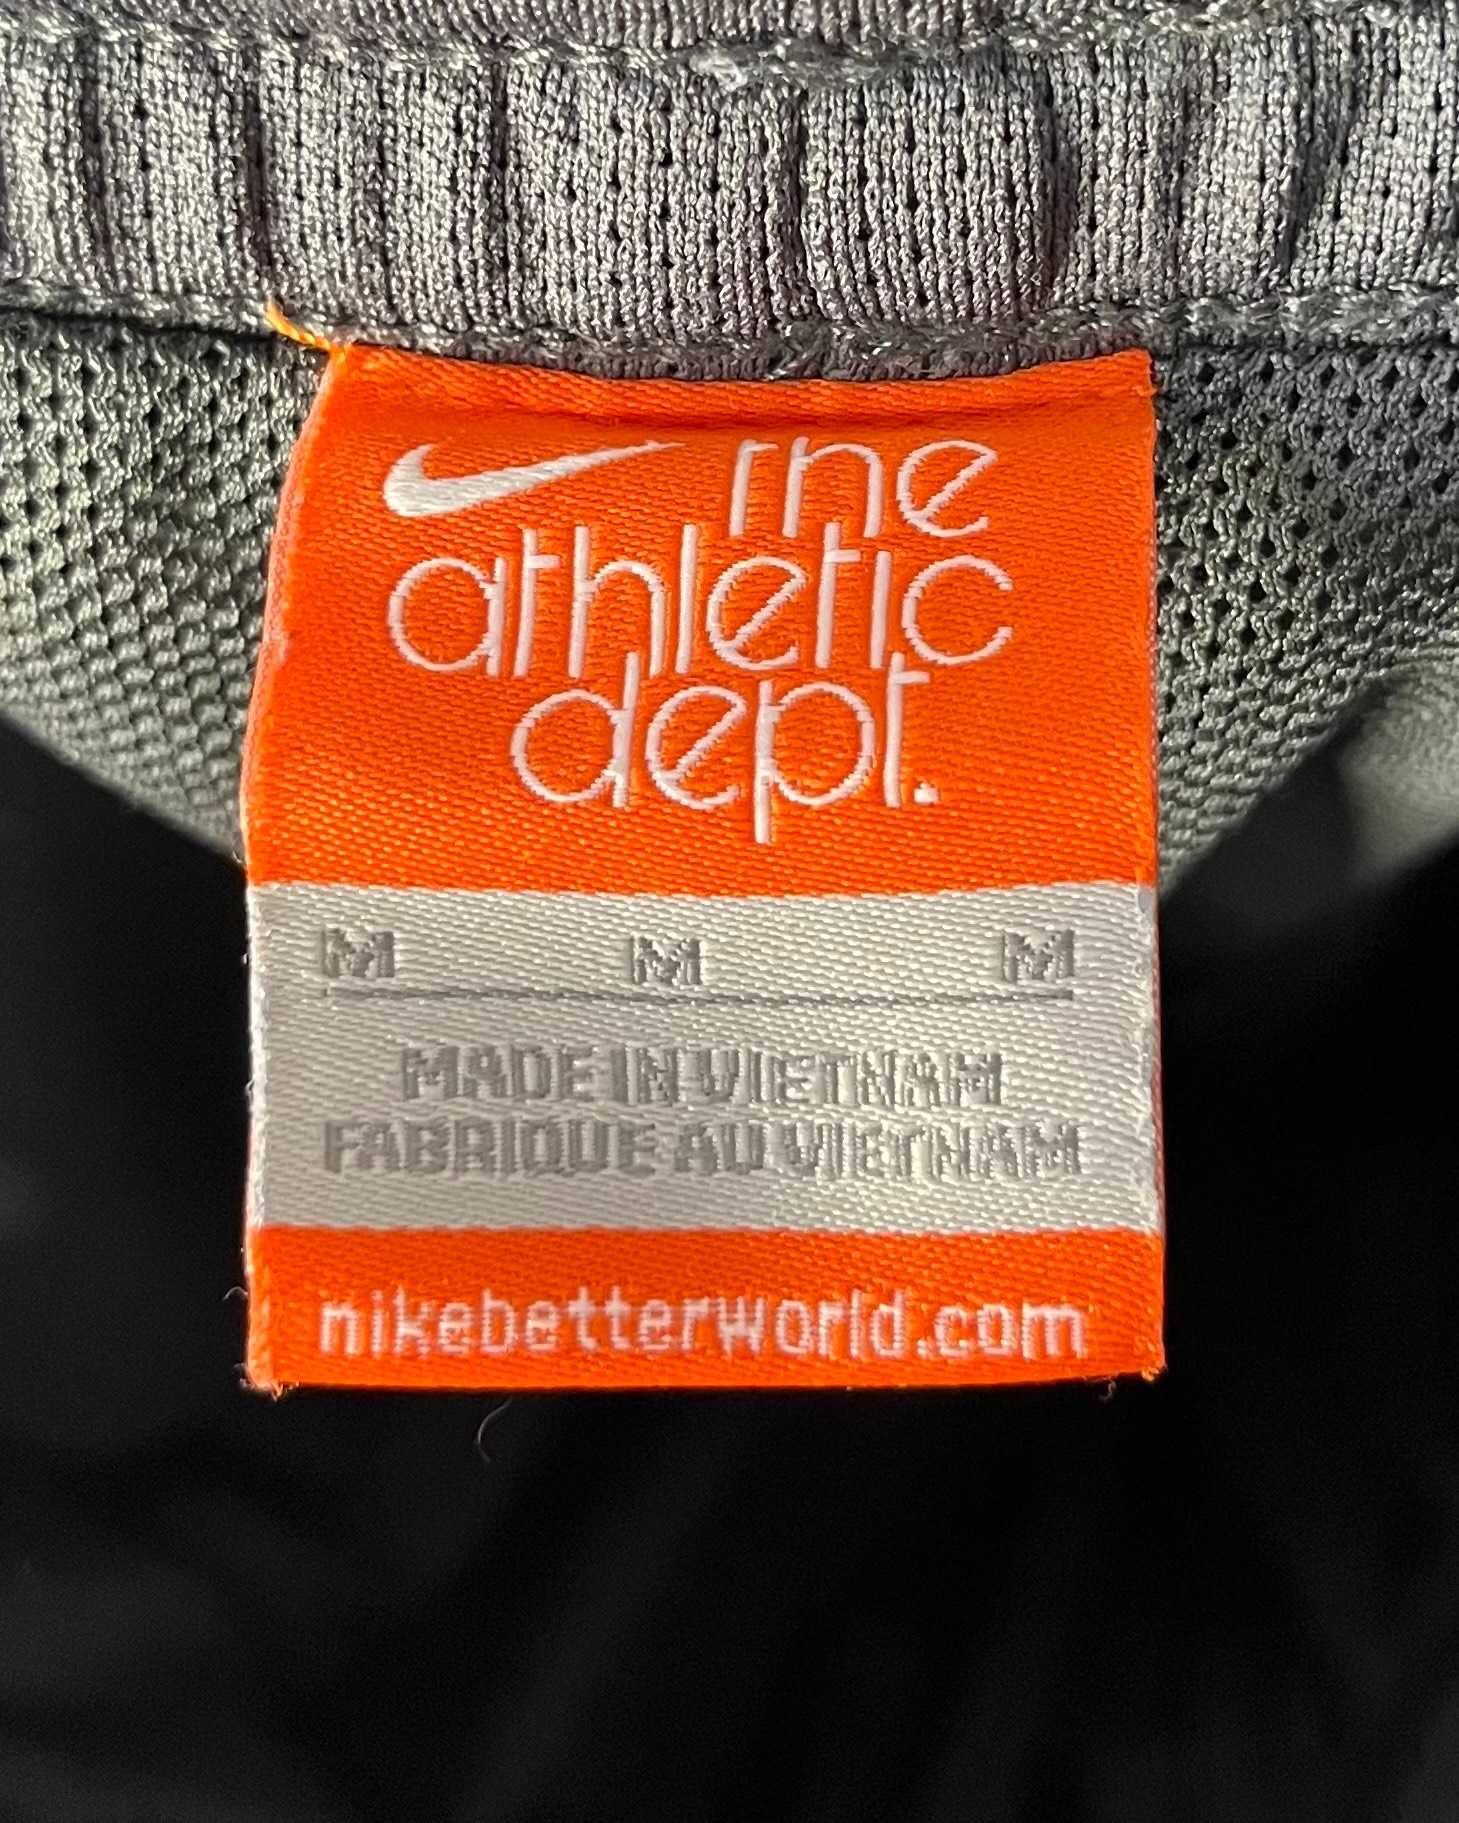 the
athletic
dept.
M M M
MADE IN VIETNAM
FABRIQUE AU VIETNAM
nikebetterworld.com